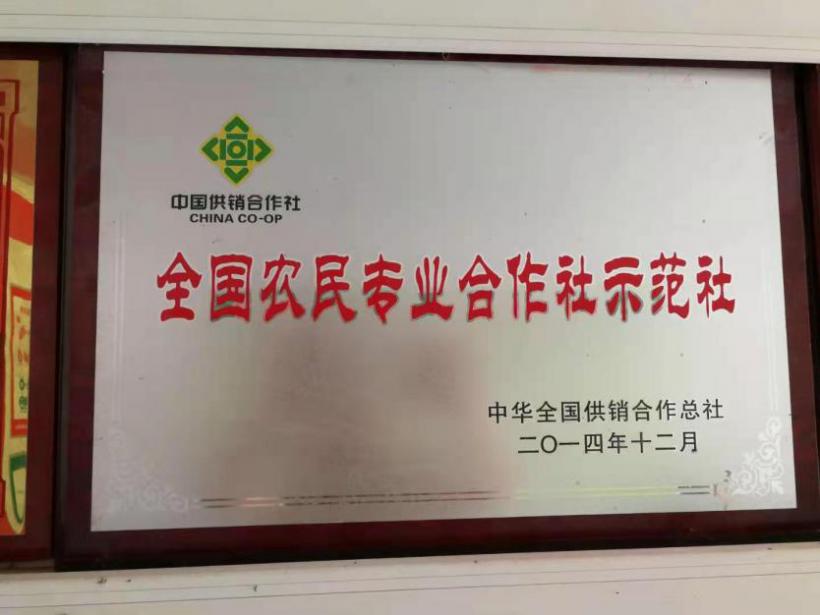 中国供销合作社
CHINA CO-OP
全国农民专业合作社示范社
中华全国供销合作总社
二〇一四年十二月